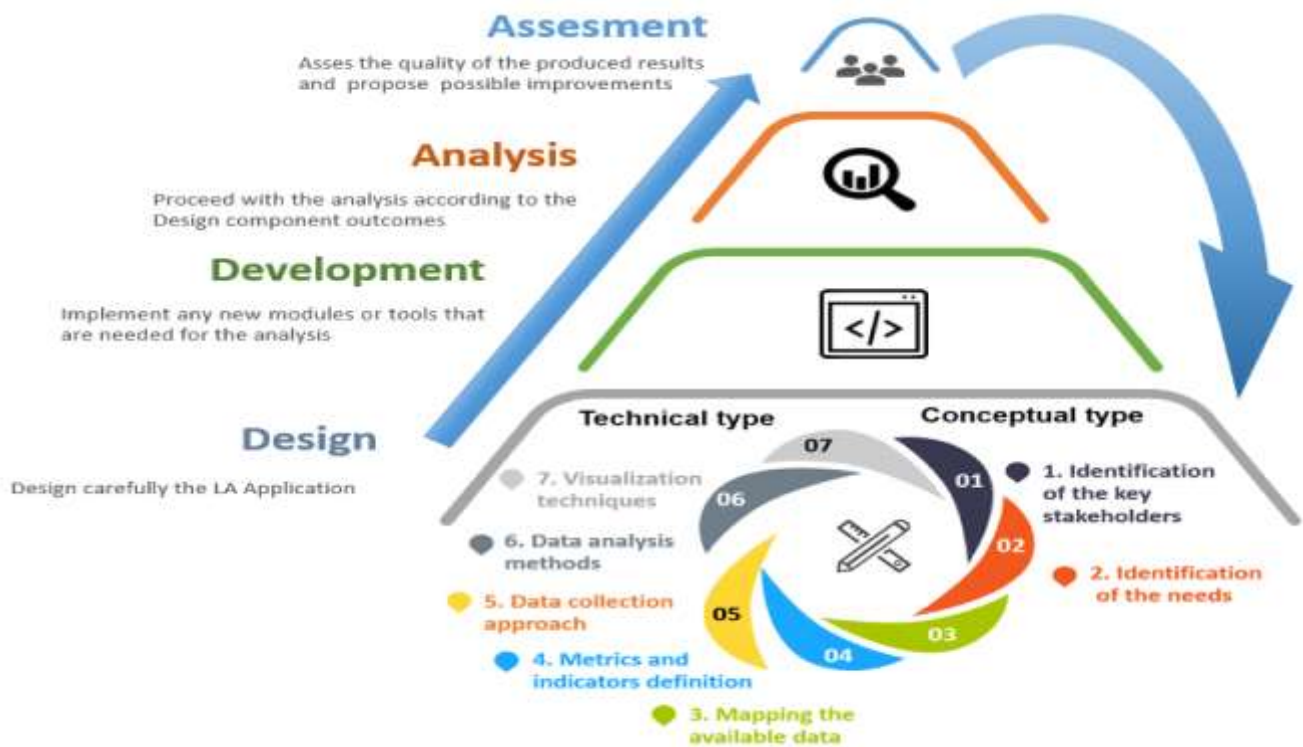 Assesment
Asses the quality of the produced results
and propose possible improvements
Analysis
Proceed with the analysis according to the
Design component outcomes
Development
Implement any new modules or tools that
are needed for the analysis
</>
Design
Design carefully the LA Application
Technical type
Conceptual type
07
01
02
03
04
05
06
1. Identification
of the key
stakeholders
2. Identification
of the needs
3. Mapping the
available data
4. Metrics and
indicators definition
5. Data collection
approach
6. Data analysis
methods
7. Visualization
techniques